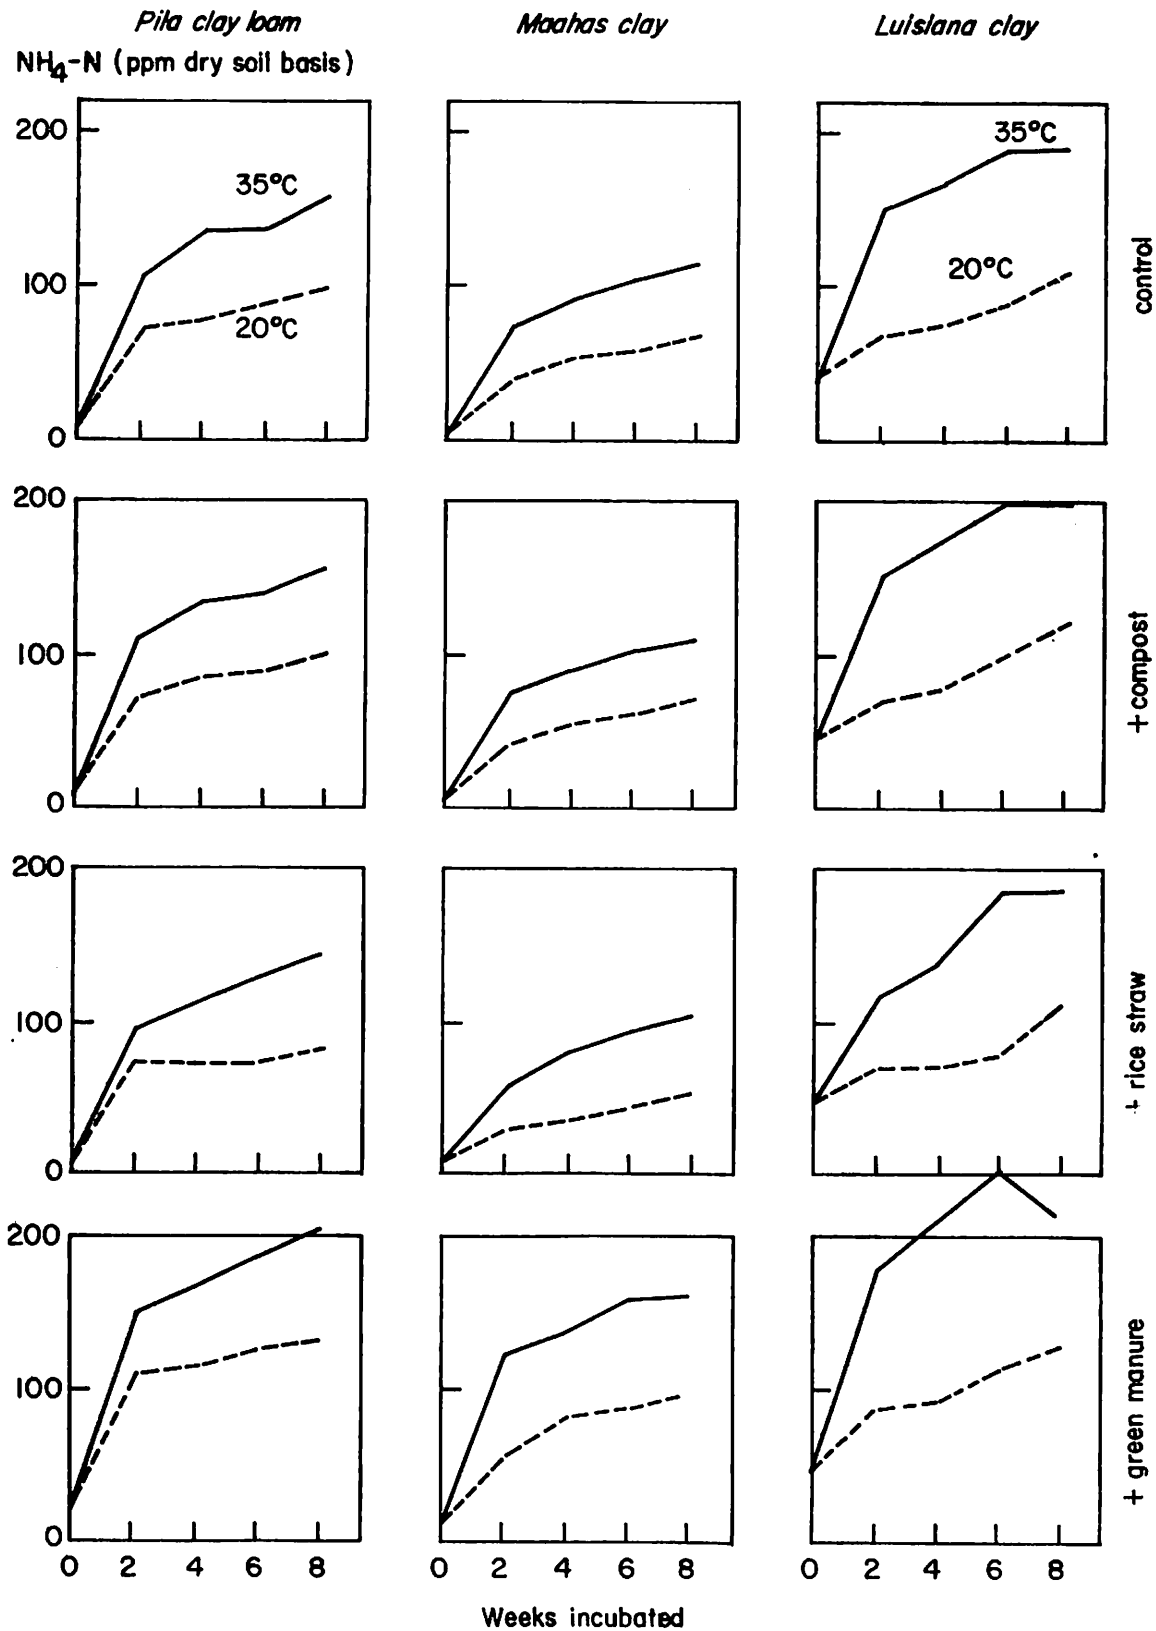 Pila clay loam
Maahas clay
Luisiana clay
NH4-N (ppm dry soil basis)
200
100
0
35°C
20°C
35°C
20°C
control
200
100
0
+ compost
200
100
0
+ rice straw
200
100
0
+ green manure
0 2 4 6 8
0 2 4 6 8
0 2 4 6 8
Weeks incubated